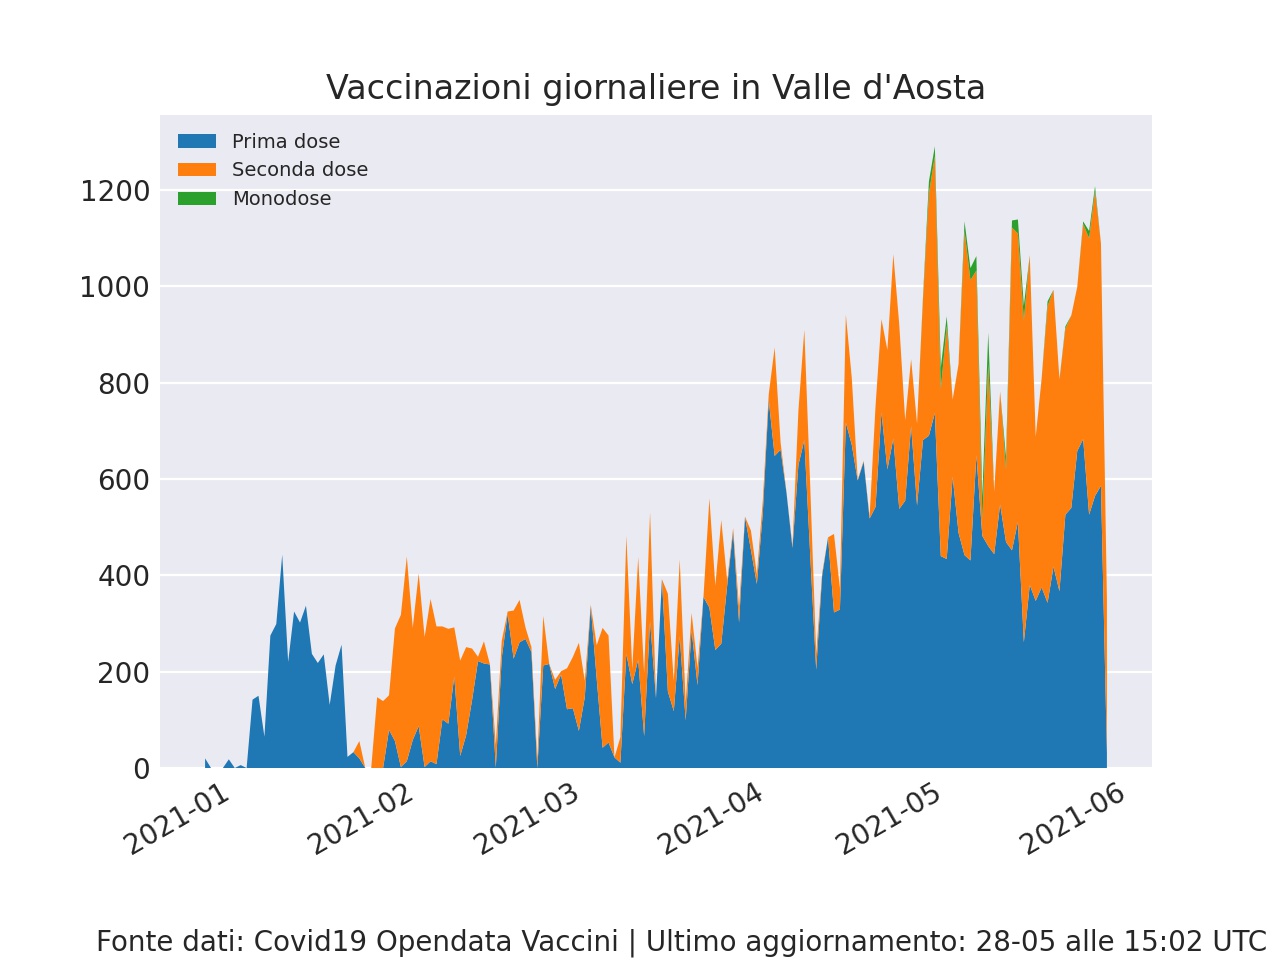 Vaccinazioni giornaliere in Valle d'Aosta
Prima dose
Seconda dose
Monodose
1200
1000
800
600
400
200
0
2021-01
2021-02
2021-03
2021-04
2021-05
2021-06
Fonte dati: Covid19 Opendata Vaccini | Ultimo aggiornamento: 28-05 alle 15:02 UTC